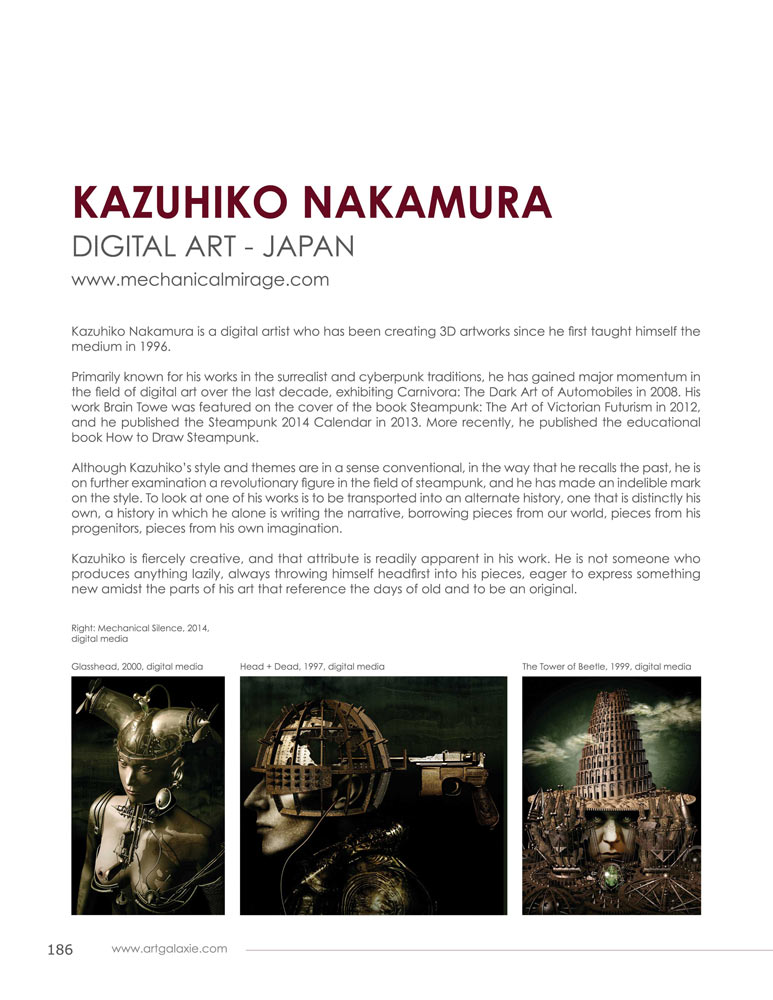 KAZUHIKO NAKAMURA
DIGITAL ART - JAPAN
www.mechanicalmirage.com
Kazuhiko Nakamura is a digital artist who has been creating 3D artworks since he first taught himself the
medium in 1996.
Primarily known for his works in the surrealist and cyberpunk traditions, he has gained major momentum in
the field of digital art over the last decade, exhibiting Carnivora: The Dark Art of Automobiles in 2008. His
work Brain Towe was featured on the cover of the book Steampunk: The Art of Victorian Futurism in 2012,
and he published the Steampunk 2014 Calendar in 2013. More recently, he published the educational
book How to Draw Steampunk.
Although Kazuhiko's style and themes are in a sense conventional, in the way that he recalls the past, he is
on further examination a revolutionary figure in the field of steampunk, and he has made an indelible mark
on the style. To look at one of his works is to be transported into an alternate history, one that is distinctly his
own, a history in which he alone is writing the narrative, borrowing pieces from our world, pieces from his
progenitors, pieces from his own imagination.
Kazuhiko is fiercely creative, and that attribute is readily apparent in his work. He is not someone who
produces anything lazily, always throwing himself headfirst into his pieces, eager to express something
new amidst the parts of his art that reference the days of old and to be an original.
Right: Mechanical Silence, 2014,
digital media
Glasshead, 2000, digital media
Head + Dead, 1997, digital media
The Tower of Beetle, 1999, digital media
186
www.artgalaxie.com